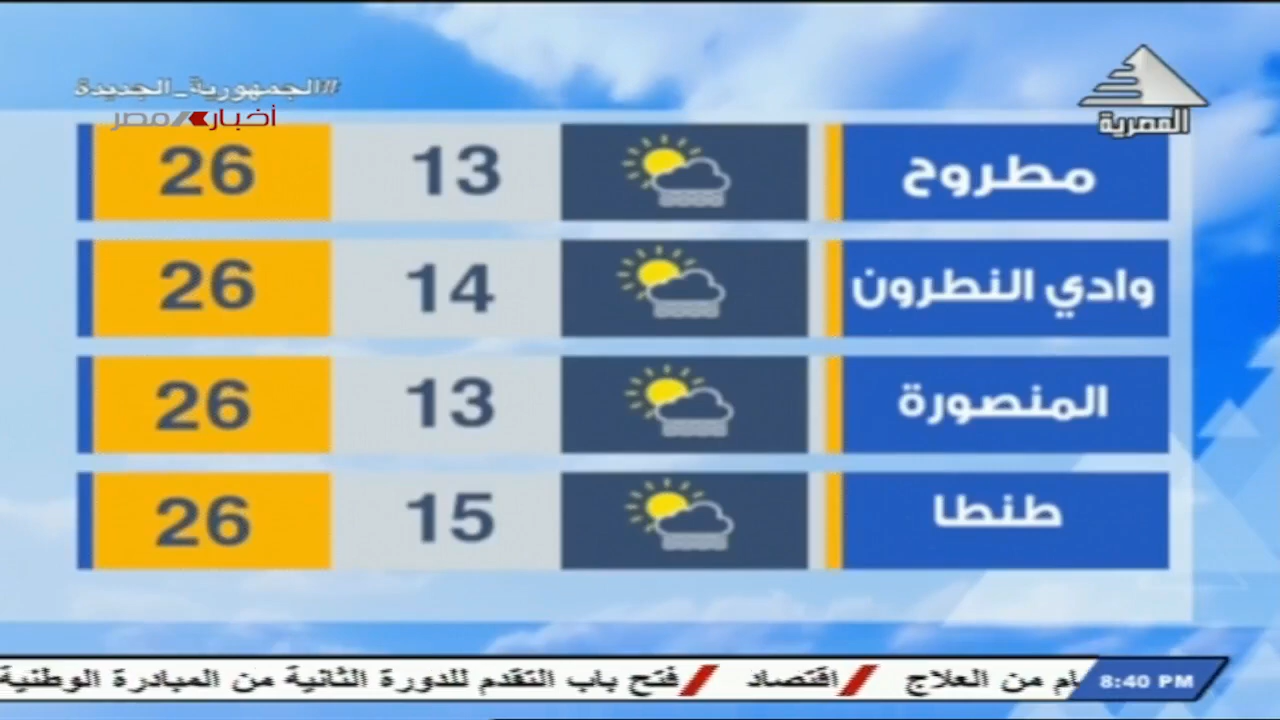 #الجمهورية_الجديدة
المصرية
أخبار مصر
مطروح 13 26
وادي النطرون 14 26
المنصورة 13 26
طنطا 15 26
8:40 PM
من العلاج / اقتصاد / فتح باب التقدم للدورة الثانية من المبادرة الوطنية